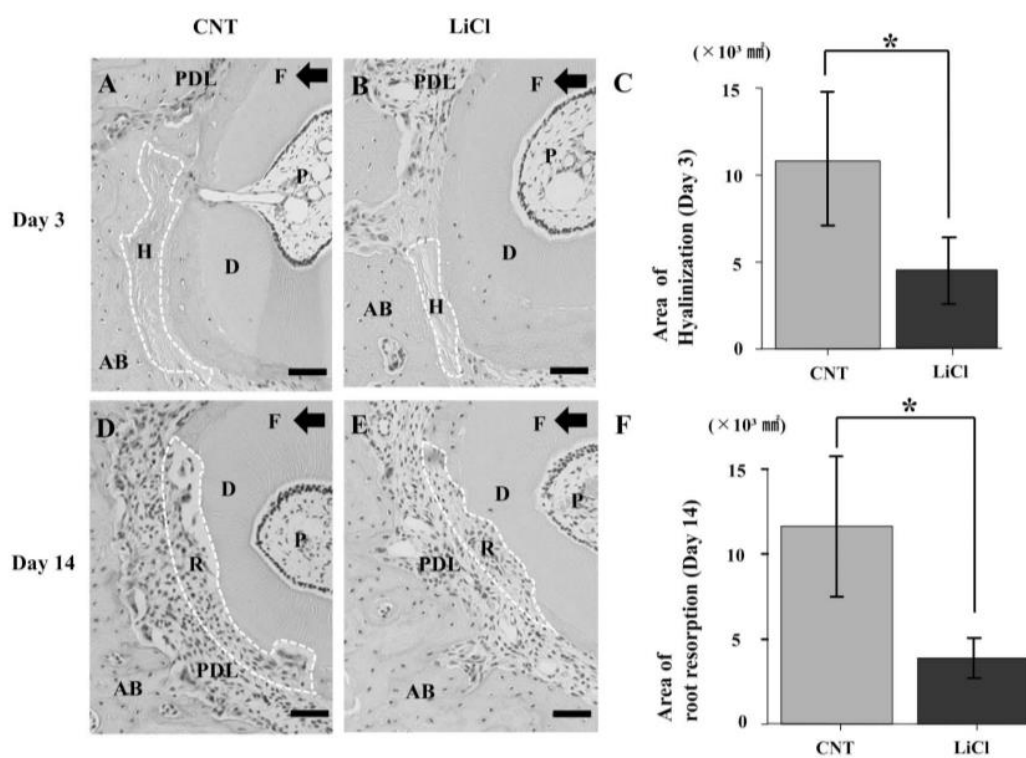 CNT
LiCl
Day 3
A
PDL
F
P
H
D
AB
B
PDL
F
P
D
H
AB
C
(×10³ ㎟)
*
Area of
Hyalinization (Day 3)
15
10
5
0
CNT
LiCl
Day 14
D
F
D
P
R
PDL
AB
E
F
D
P
R
PDL
AB
F
(×10³ ㎟)
*
Area of
root resorption (Day 14)
15
10
5
0
CNT
LiCl